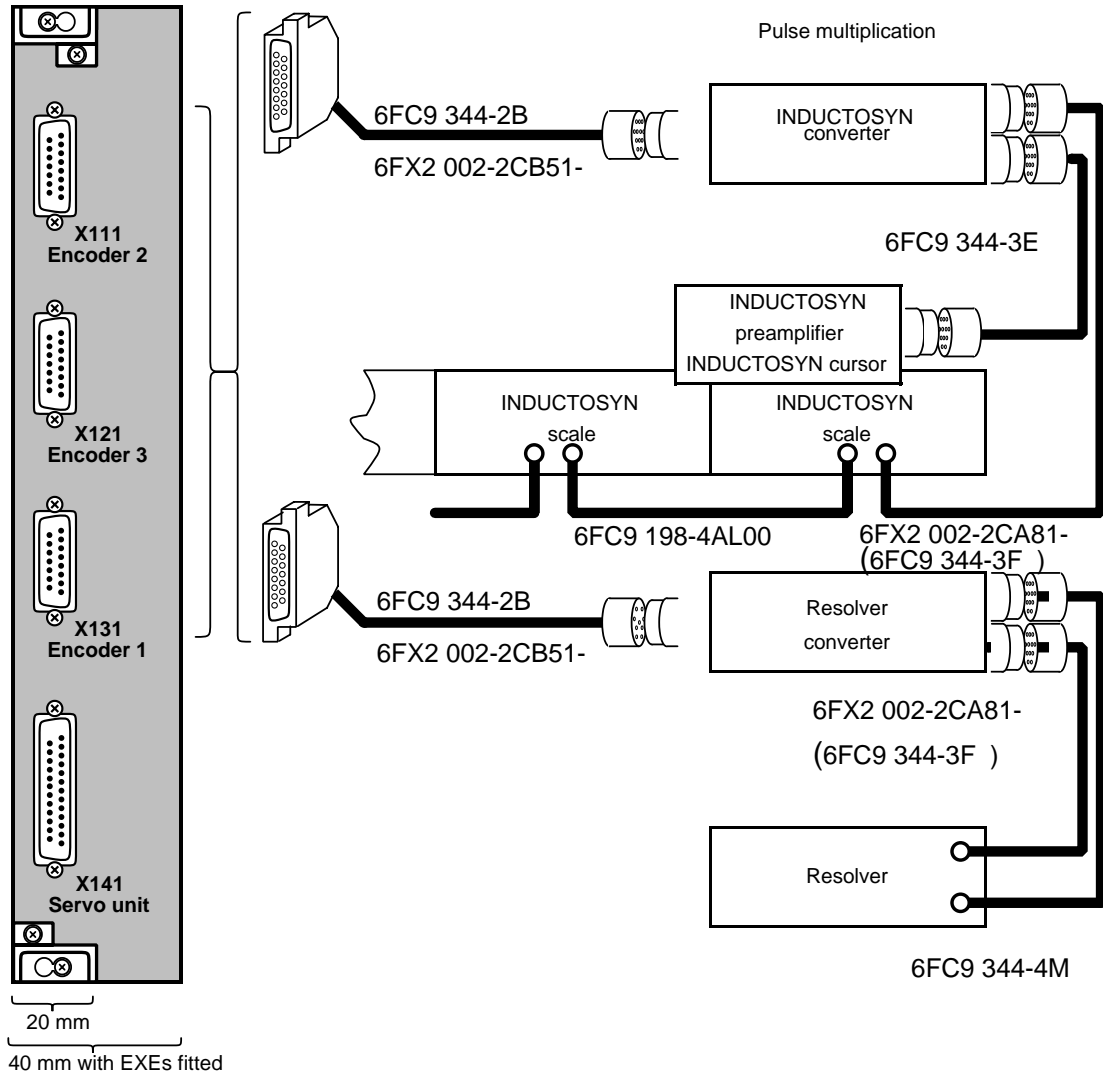 Pulse multiplication
6FC9 344-2B
6FX2 002-2CB51-
INDUCTOSYN
converter
X111
Encoder 2
6FC9 344-3E
INDUCTOSYN
preamplifier
INDUCTOSYN cursor
INDUCTOSYN
scale
INDUCTOSYN
scale
X121
Encoder 3
6FC9 198-4AL00
6FX2 002-2CA81-
(6FC9 344-3F )
6FC9 344-2B
6FX2 002-2CB51-
Resolver
converter
X131
Encoder 1
6FX2 002-2CA81-
(6FC9 344-3F )
Resolver
X141
Servo unit
6FC9 344-4M
20 mm
40 mm with EXEs fitted